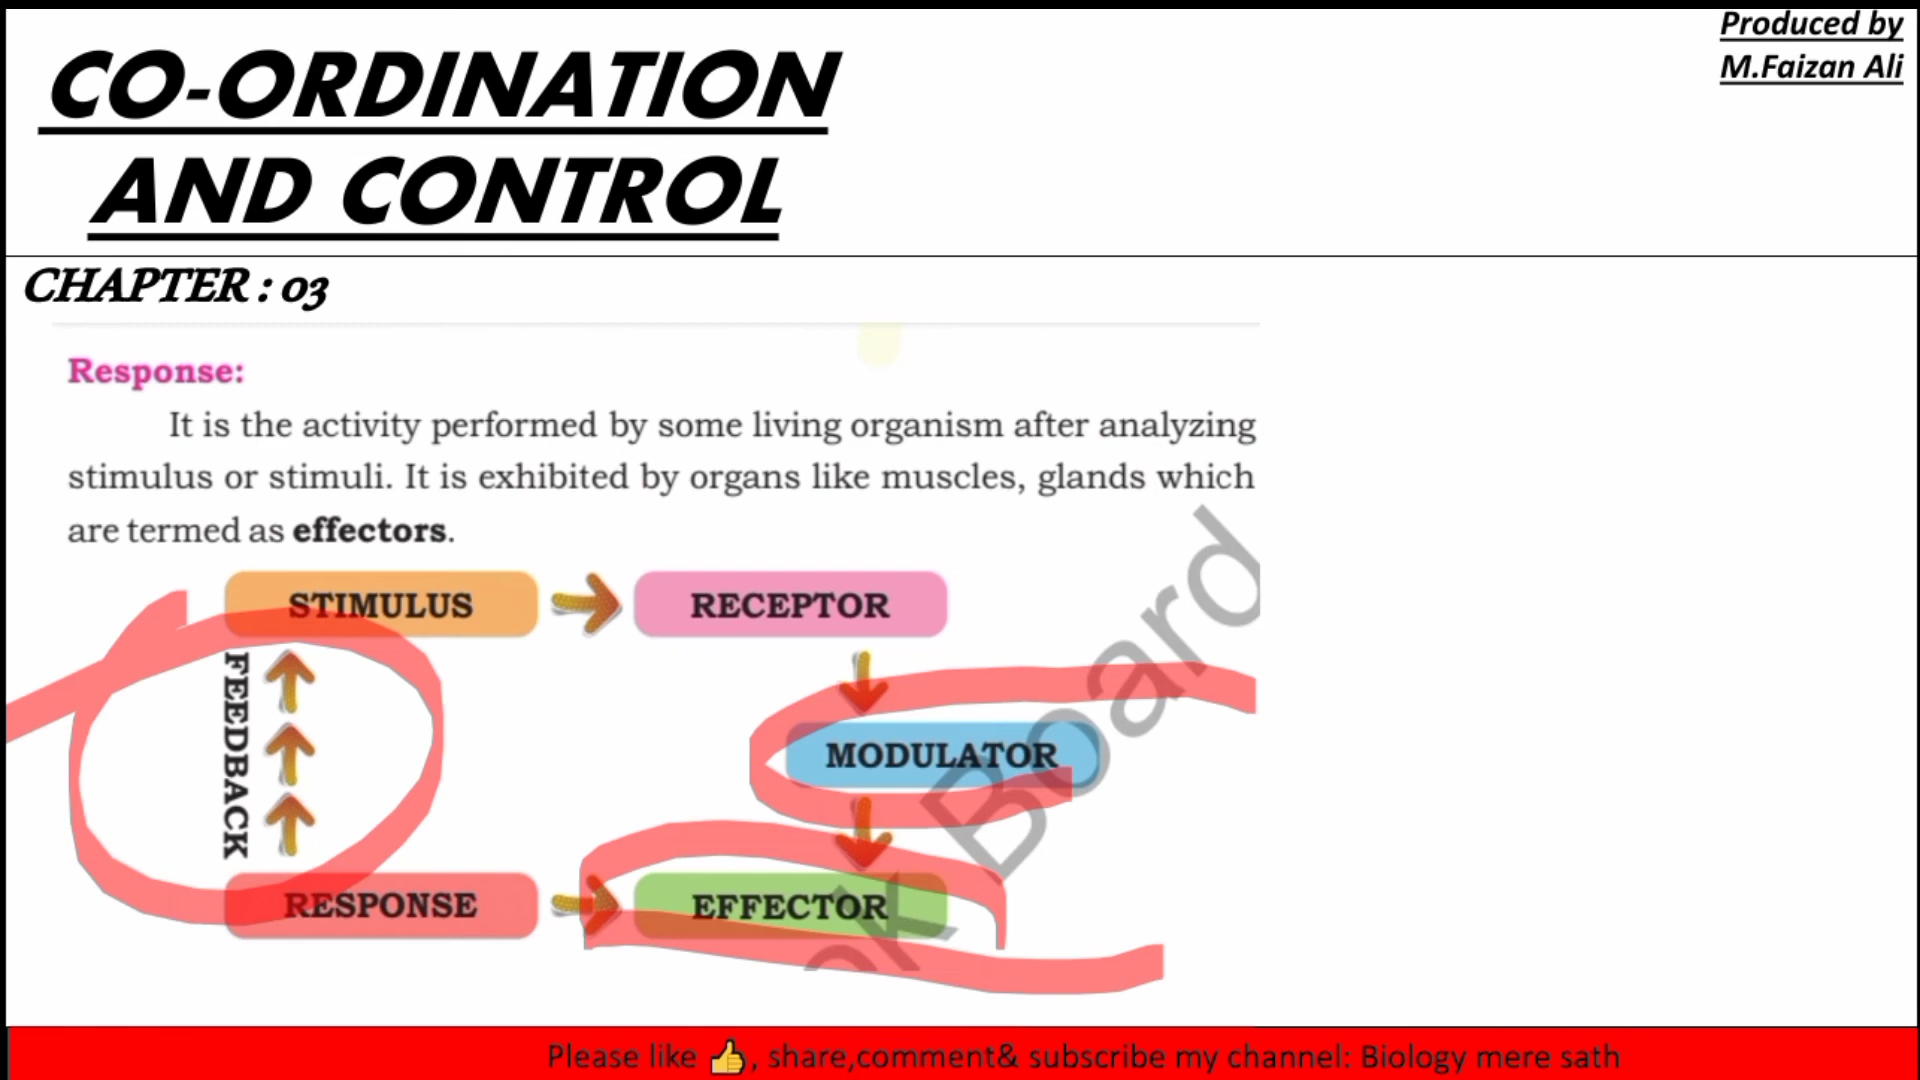 Produced by
M.Faizan Ali
CO-ORDINATION
AND CONTROL
CHAPTER : 03
Response:
It is the activity performed by some living organism after analyzing
stimulus or stimuli. It is exhibited by organs like muscles, glands which
are termed as effectors.
STIMULUS
RECEPTOR
FEEDBACK
MODULATOR
RESPONSE
EFFECTOR
ok Board
Please like 👍, share,comment& subscribe my channel: Biology mere sath